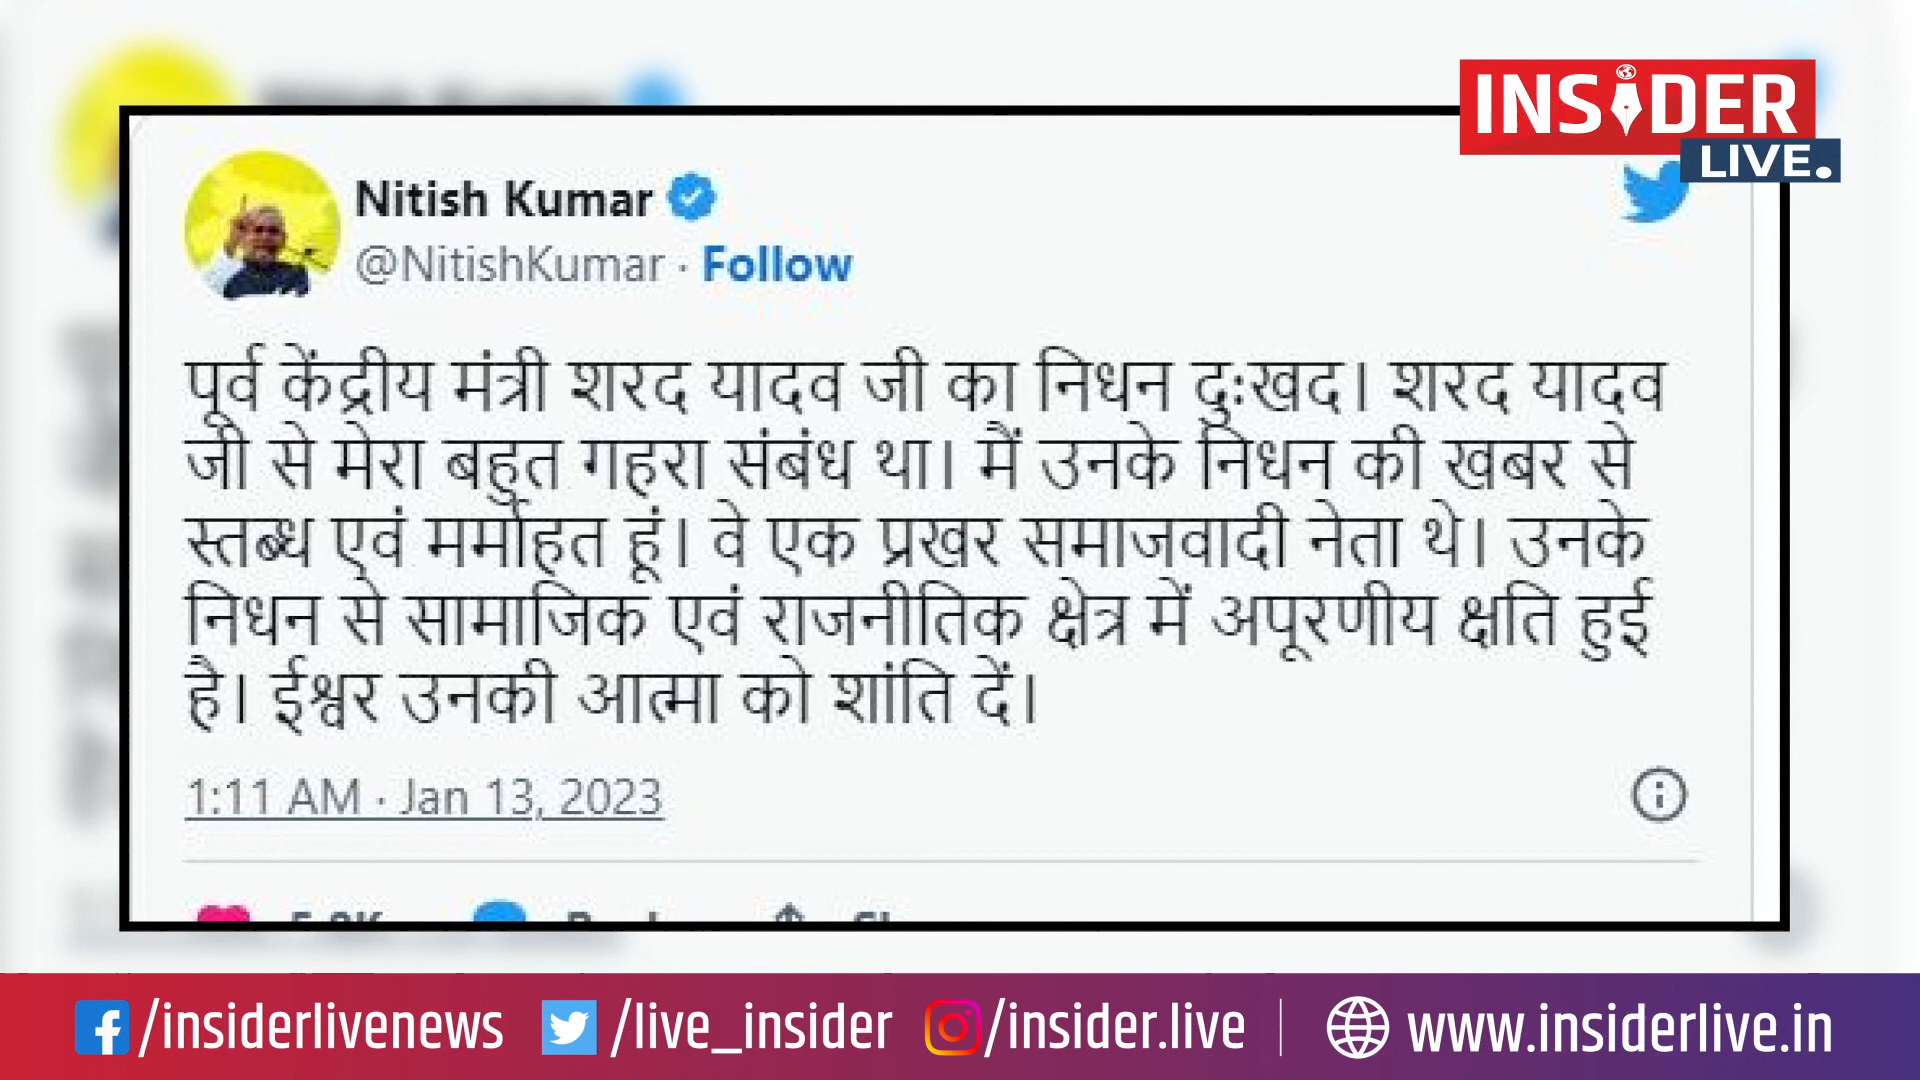 INSIDER
LIVE.
Nitish Kumar
@NitishKumar · Follow
पूर्व केंद्रीय मंत्री शरद यादव जी का निधन दुःखद। शरद यादव
जी से मेरा बहुत गहरा संबंध था। मैं उनके निधन की खबर से
स्तब्ध एवं मर्माहत हूं। वे एक प्रखर समाजवादी नेता थे। उनके
निधन से सामाजिक एवं राजनीतिक क्षेत्र में अपूरणीय क्षति हुई
है। ईश्वर उनकी आत्मा को शांति दें।
1:11 AM · Jan 13, 2023
/insiderlivenews /live_insider /insider.live www.insiderlive.in